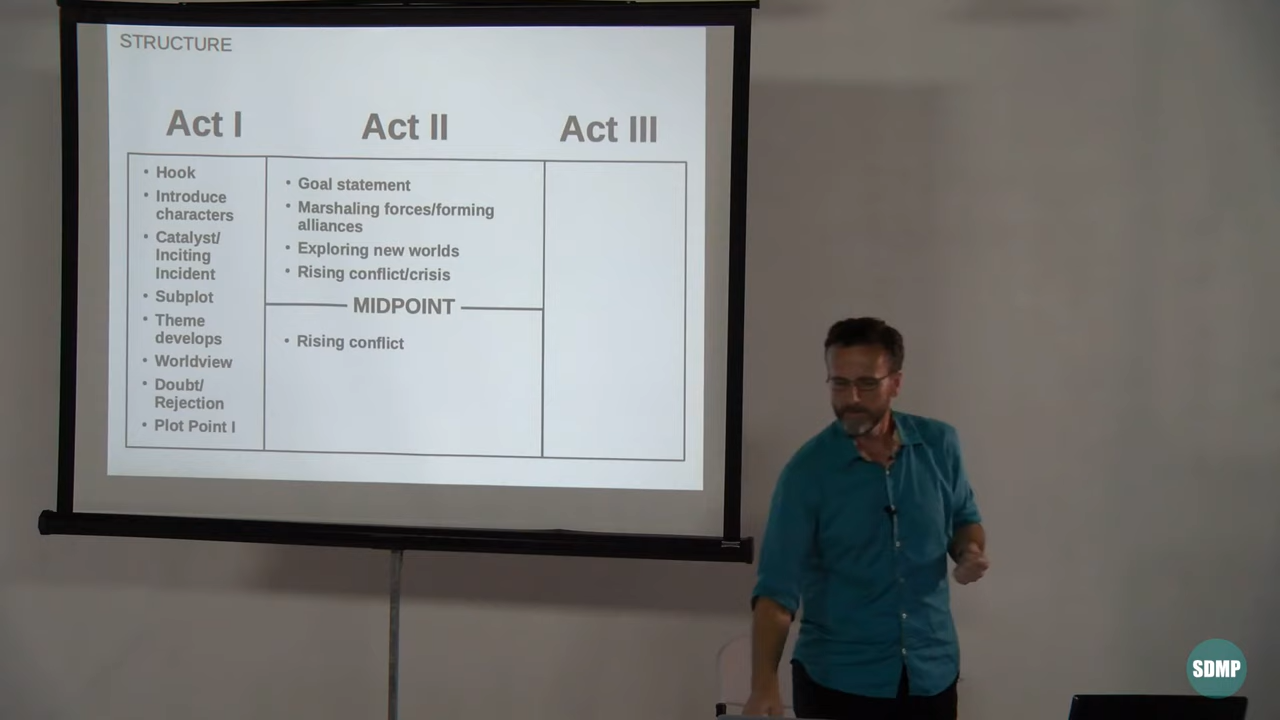 STRUCTURE
Act I
Act II
Act III
• Hook
• Introduce
characters
• Catalyst/
Inciting
Incident
• Subplot
• Theme
develops
• Worldview
• Doubt/
Rejection
• Plot Point I
• Goal statement
• Marshaling forces/forming
alliances
• Exploring new worlds
• Rising conflict/crisis
MIDPOINT
• Rising conflict
SDMP